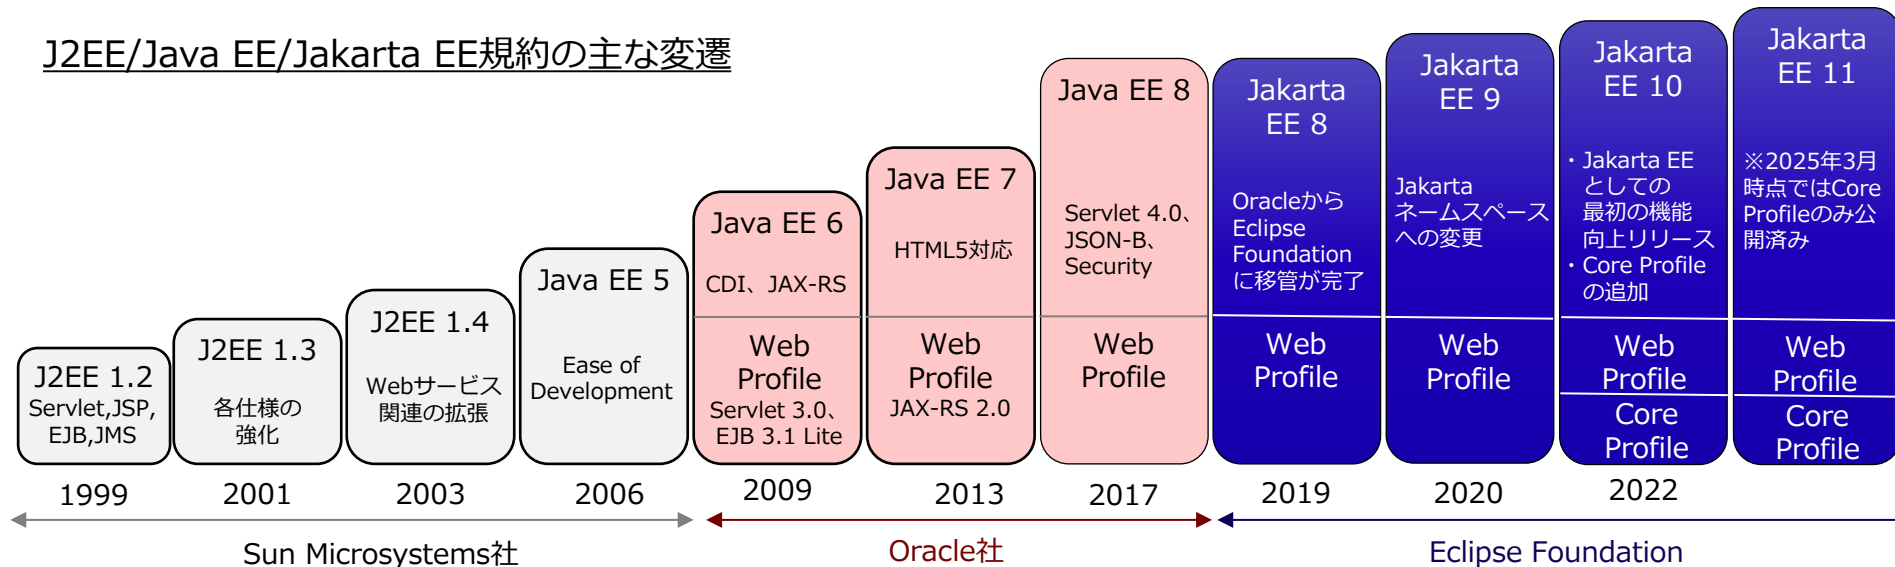 J2EE/Java EE/Jakarta EE規約の主な変遷
J2EE 1.2
Servlet,JSP,
EJB,JMS
J2EE 1.3
各仕様の
強化
J2EE 1.4
Webサービス
関連の拡張
Java EE 5
Ease of
Development
Java EE 6
CDI、JAX-RS
Web
Profile
Servlet 3.0、
EJB 3.1 Lite
Java EE 7
HTML5対応
Web
Profile
JAX-RS 2.0
Java EE 8
Servlet 4.0、
JSON-B、
Security
Web
Profile
Jakarta
EE 8
Oracleから
Eclipse
Foundation
に移管が完了
Web
Profile
Jakarta
EE 9
Jakarta
ネームスペース
への変更
Web
Profile
Jakarta
EE 10
・Jakarta EE
としての
最初の機能
向上リリース
・Core Profile
の追加
Web
Profile
Core
Profile
Jakarta
EE 11
※2025年3月
時点ではCore
Profileのみ公
開済み
Web
Profile
Core
Profile
1999
2001
2003
2006
2009
2013
2017
2019
2020
2022
Sun Microsystems社
Oracle社
Eclipse Foundation